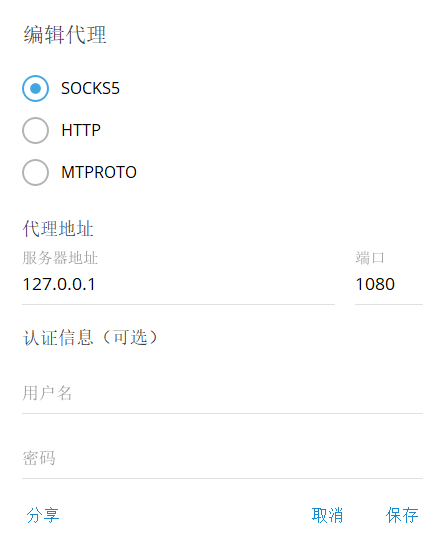 编辑代理
SOCKS5
HTTP
MTPROTO
代理地址
服务器地址 端口
127.0.0.1 1080
认证信息（可选）
用户名
密码
分享 取消 保存